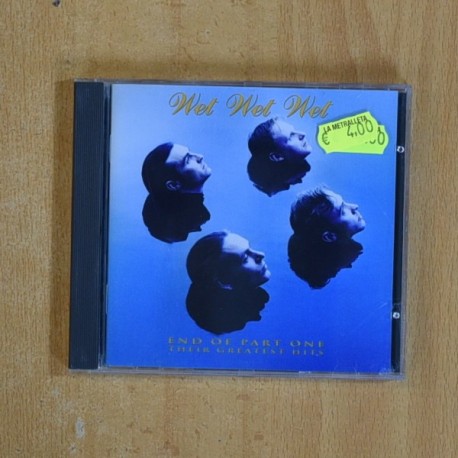 Wet Wet Wet
LA METRALLETA
€ 4,00
END OF PART ONE
THEIR GREATEST HITS